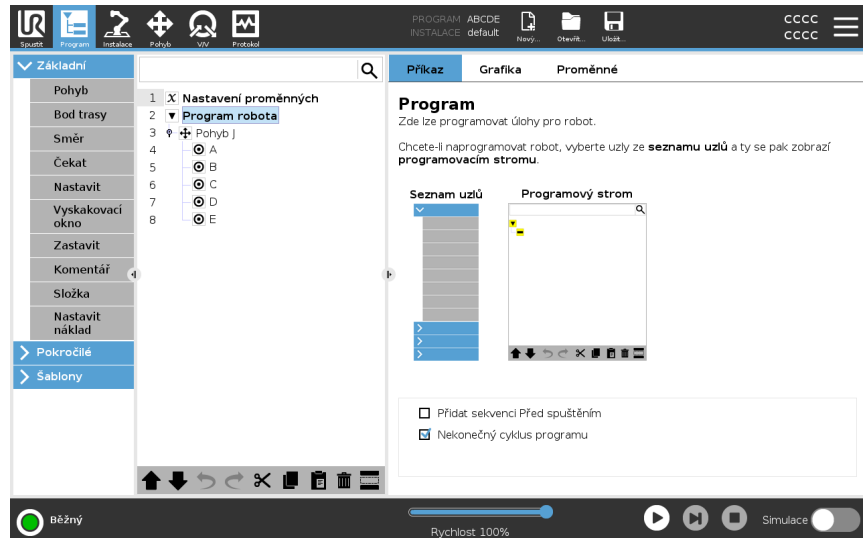 UR
Spustit
Program
Instalace
Pohyb
V/V
Protokol
PROGRAM ABCDE
INSTALACE default
Nový...
Otevřít...
Uložit...
CCCC
CCCC
Základní
Pohyb
Bod trasy
Směr
Čekat
Nastavit
Vyskakovací
okno
Zastavit
Komentář
Složka
Nastavit
náklad
Pokročilé
Šablony
1 X Nastavení proměnných
2 Program robota
3 Pohyb J
4 A
5 B
6 C
7 D
8 E
Příkaz Grafika Proměnné
Program
Zde lze programovat úlohy pro robot.
Chcete-li naprogramovat robot, vyberte uzly ze seznamu uzlů a ty se pak zobrazí
programovacím stromu.
Seznam uzlů Programový strom
Přidat sekvenci Před spuštěním
Nekonečný cyklus programu
Běžný
Rychlost 100%
Simulace